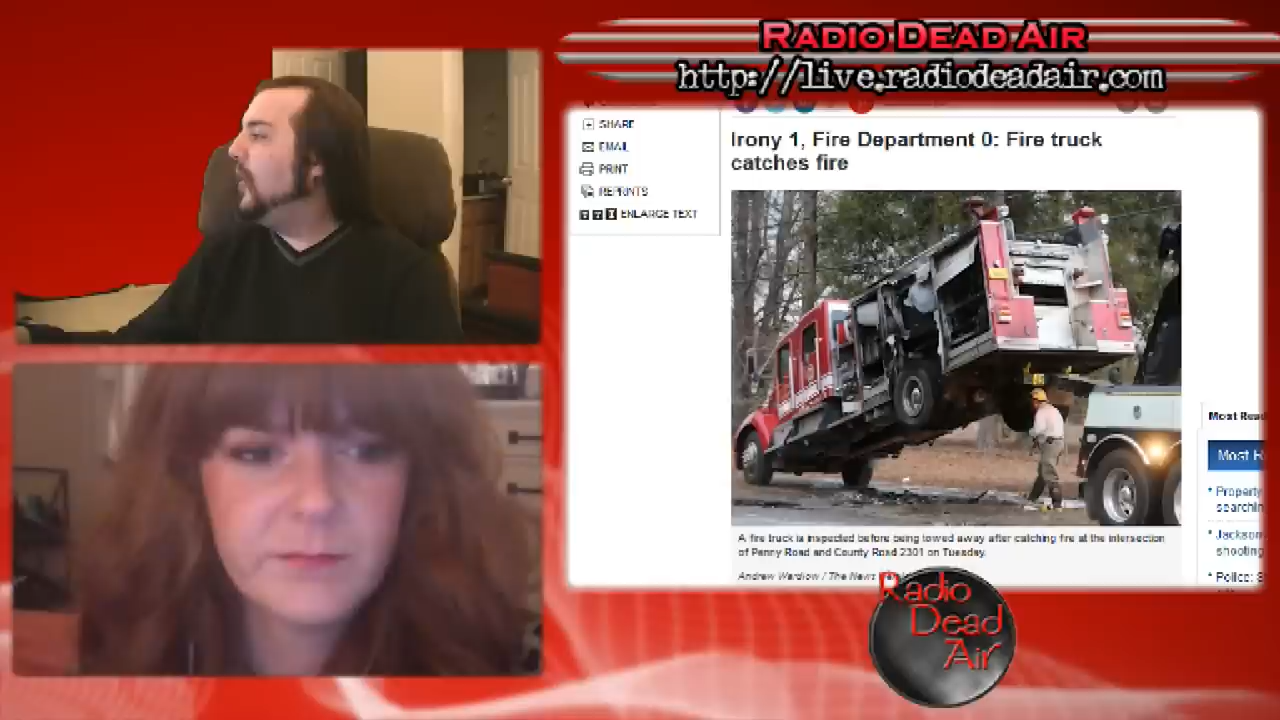 RADIO DEAD AIR
http://live.radiodeadair.com
SHARE
EMAIL
PRINT
REPRINTS
ENLARGE TEXT
Irony 1, Fire Department 0: Fire truck
catches fire
Most Read
Most
* Property
searchin
* Jackson
shooting
* Police:
A fire truck is inspected before being towed away after catching fire at the intersection
of Penny Road and County Road 2301 on Tuesday.
Andrew Wardlow / The News
Radio
Dead
Air